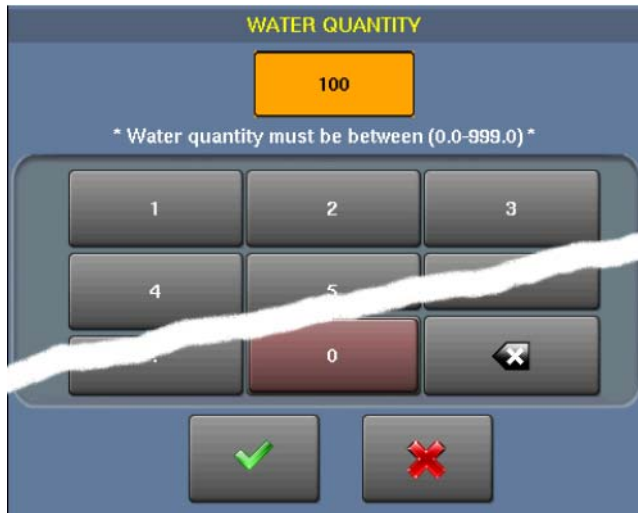 WATER QUANTITY
100
* Water quantity must be between (0.0-999.0) *
1 2 3
4 5
. 0